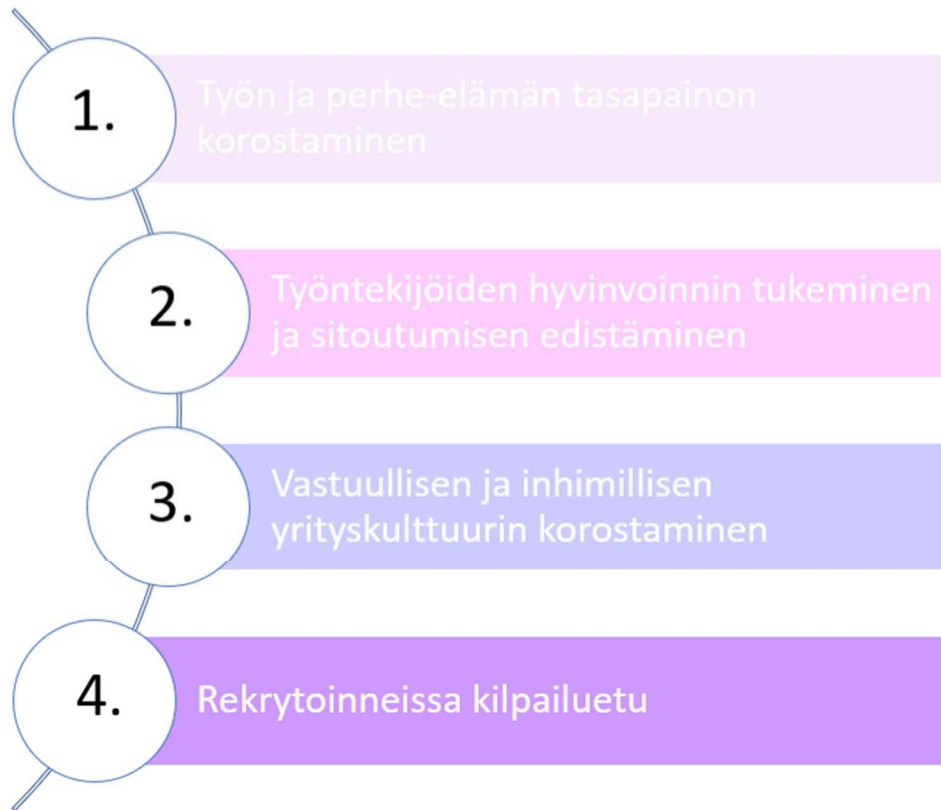 1.
Työn ja perhe-elämän tasapainon
korostaminen
2.
Työntekijöiden hyvinvoinnin tukeminen
ja sitoutumisen edistäminen
3.
Vastuullisen ja inhimillisen
yrityskulttuurin korostaminen
4.
Rekrytoinneissa kilpailuetu